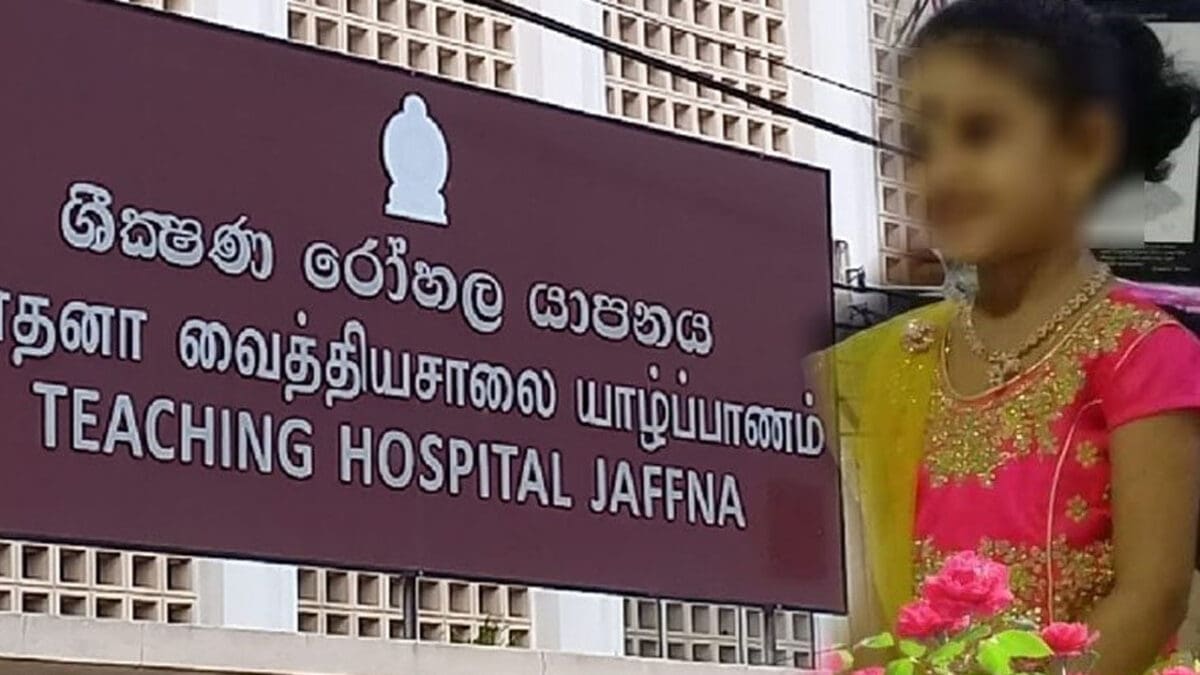 ශික්‍ෂණ රෝහල යාපනය
ாதனா வைத்தியசாலை யாழ்ப்பாணம்
TEACHING HOSPITAL JAFFNA